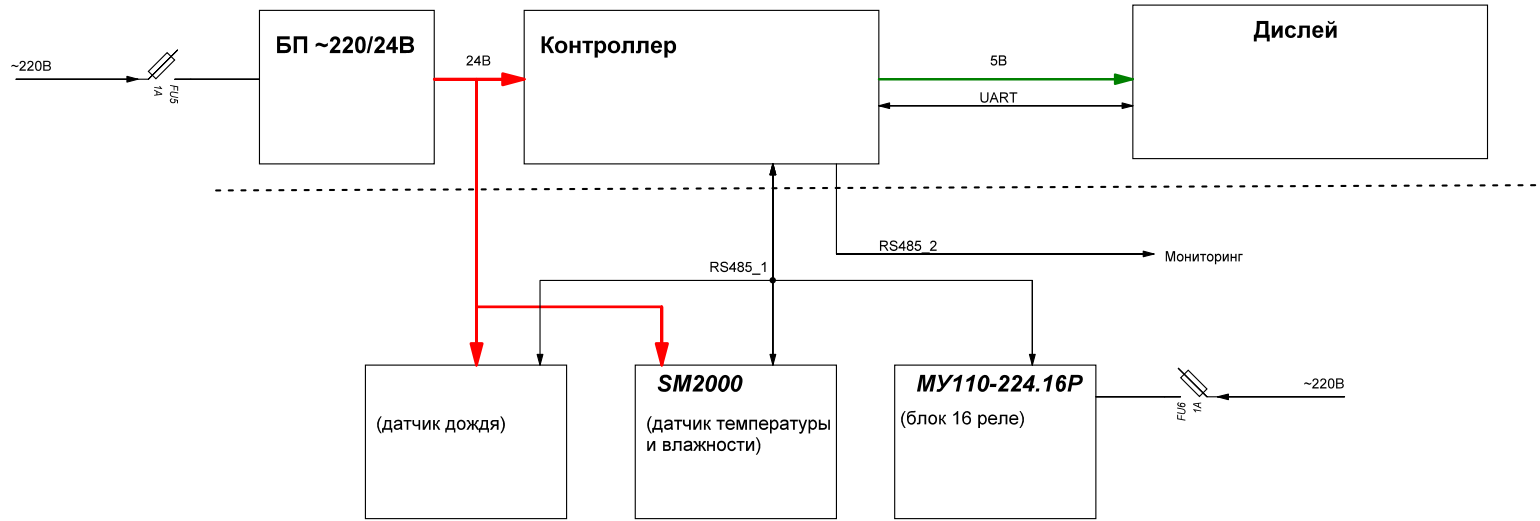 БП ~220/24В
Контроллер
Дислей
~220В
1А
FU5
24В
5В
UART
RS485_2
Мониторинг
RS485_1
(датчик дождя)
SM2000
(датчик температуры
и влажности)
МУ110-224.16Р
(блок 16 реле)
FU6
1А
~220В